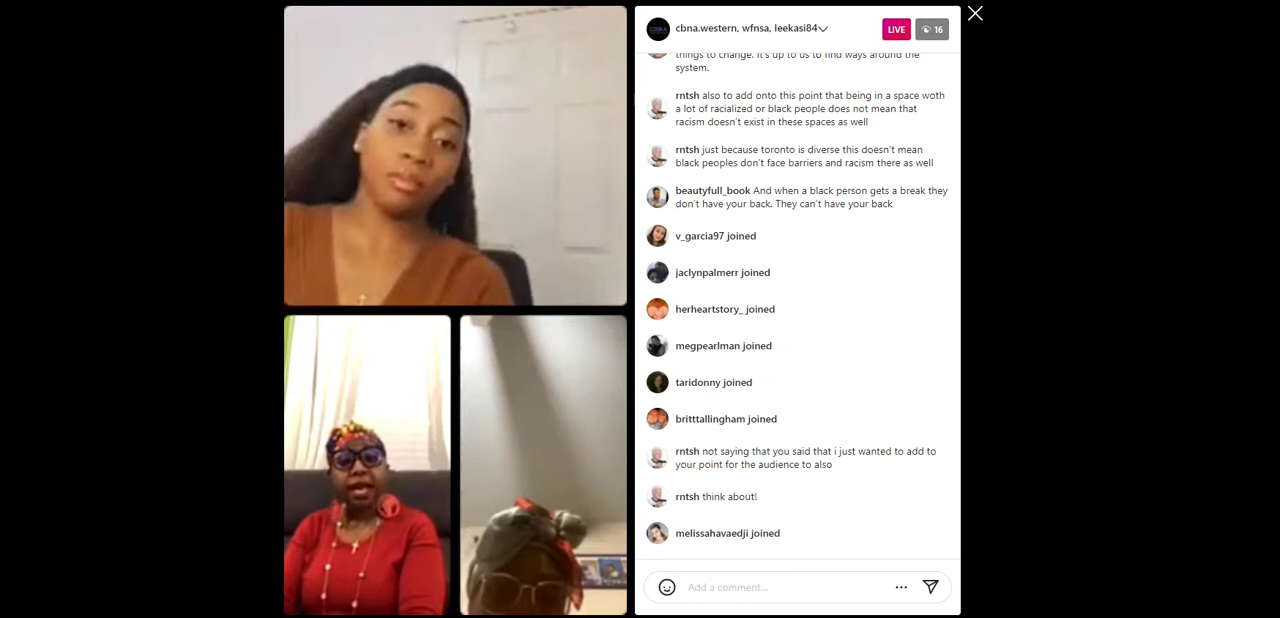 cbna.western, wfnsa, leekasi84
LIVE
16
things to change. It's up to us to find ways around the
system.
rntsh also to add onto this point that being in a space woth
a lot of racialized or black people does not mean that
racism doesn't exist in these spaces as well
rntsh just because toronto is diverse this doesn't mean
black peoples don't face barriers and racism there as well
beautyfull_book And when a black person gets a break they
don't have your back. They can't have your back
v_garcia97 joined
jaclynpalmerr joined
herheartstory_ joined
megpearlman joined
taridonny joined
britttallingham joined
rntsh not saying that you said that i just wanted to add to
your point for the audience to also
rntsh think about!
melissahavaedji joined
Add a comment...